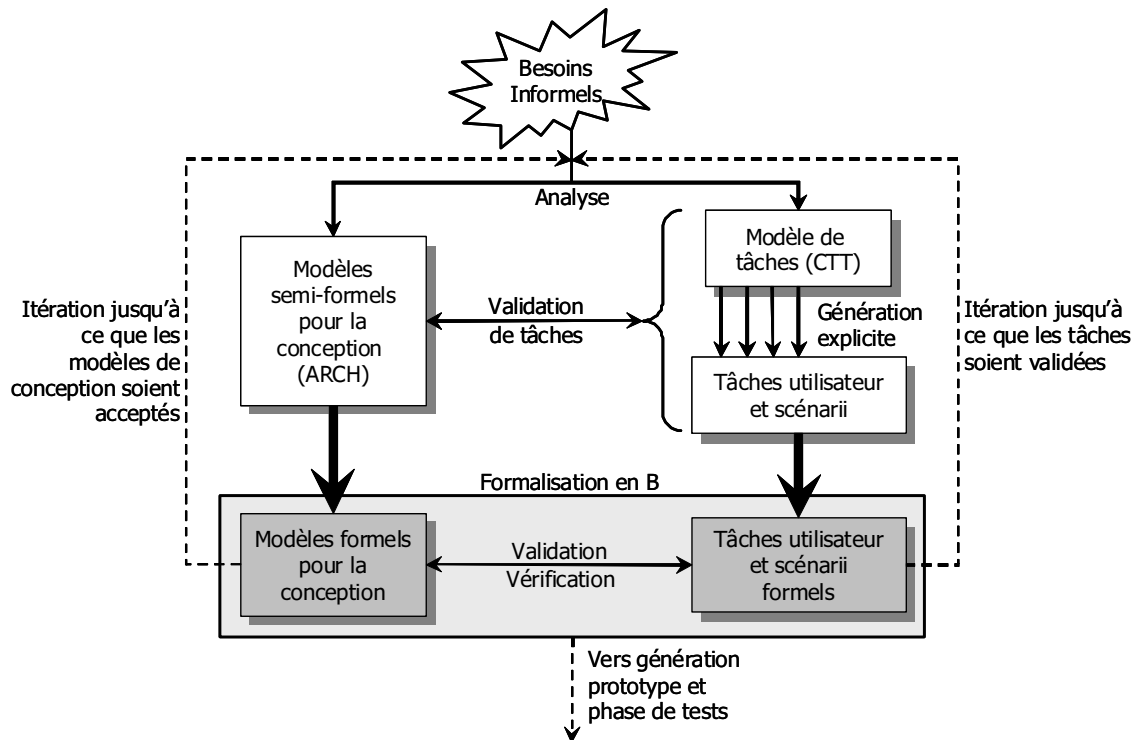 Besoins
Informels
Analyse
Modèles
semi-formels
pour la
conception
(ARCH)
Validation
de tâches
Modèle de
tâches (CTT)
Génération
explicite
Tâches utilisateur
et scénarii
Itération jusqu'à
ce que les
modèles de
conception soient
acceptés
Itération jusqu'à
ce que les tâches
soient validées
Formalisation en B
Modèles formels
pour la
conception
Validation
Vérification
Tâches utilisateur
et scénarii
formels
Vers génération
prototype et
phase de tests